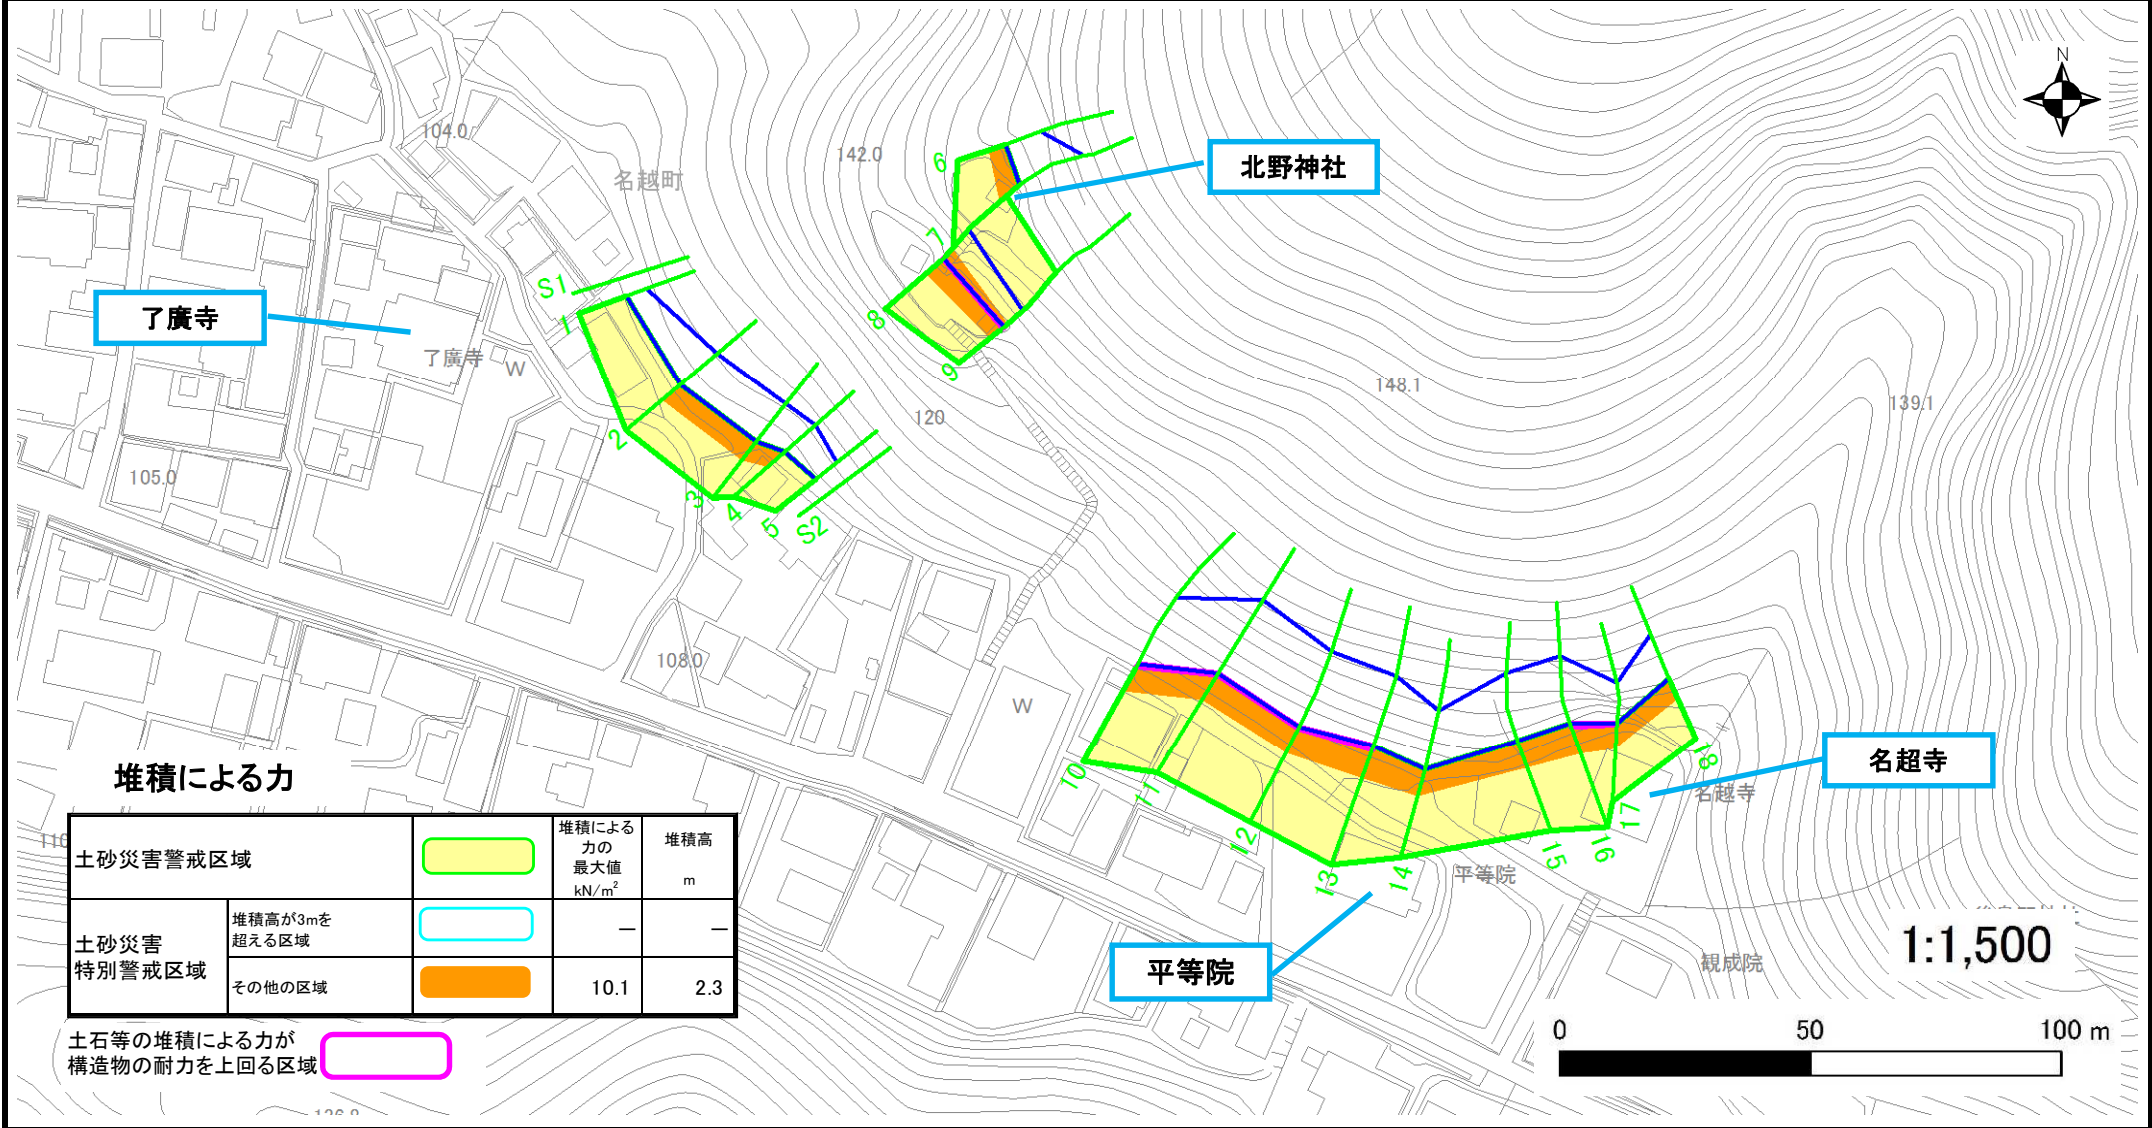 N
104.0
142.0
名越町
6
北野神社
7
S1
了廣寺
1
8
了廣寺
W
9
148.1
139.1
120
2
105.0
3
4
5
S2
108.0
W
10
11
12
13
14
15
16
17
18
名超寺
名越寺
平等院
平等院
観成院
堆積による力
110
土砂災害警戒区域
堆積による
力の
最大値
kN/m²
堆積高
m
土砂災害
特別警戒区域
堆積高が3mを
超える区域
—
—
その他の区域
10.1
2.3
土石等の堆積による力が
構造物の耐力を上回る区域
1:1,500
0 50 100 m